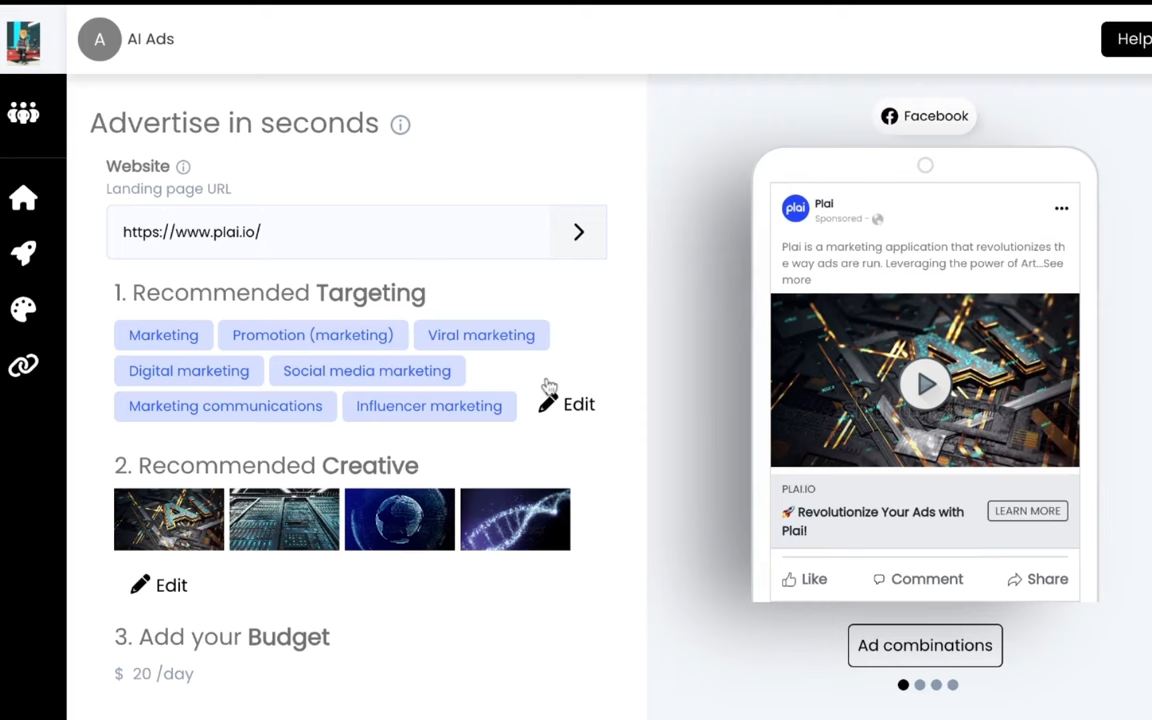 A AI Ads
Help
Advertise in seconds
Website
Landing page URL
https://www.plai.io/
1. Recommended Targeting
Marketing Promotion (marketing) Viral marketing
Digital marketing Social media marketing
Marketing communications Influencer marketing
Edit
2. Recommended Creative
Edit
3. Add your Budget
$ 20 /day
Facebook
plai
Plai
Sponsored -
Plai is a marketing application that revolutionizes th
e way ads are run. Leveraging the power of Art...See
more
AI
PLAI.IO
🚀 Revolutionize Your Ads with
Plai!
LEARN MORE
Like Comment Share
Ad combinations